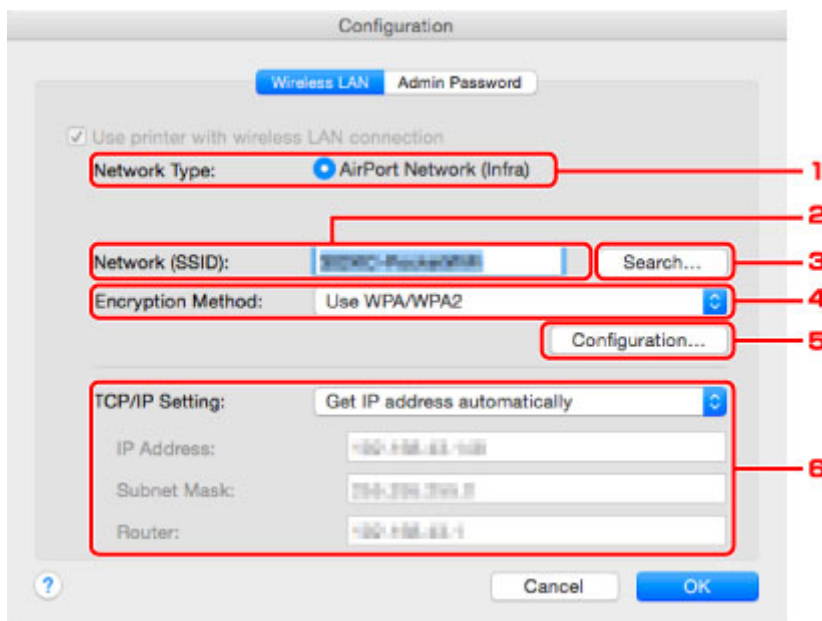 Configuration
Wireless LAN Admin Password
Use printer with wireless LAN connection
Network Type: AirPort Network (Infra) 1
2
Network (SSID): Search... 3
Encryption Method: Use WPA/WPA2 4
Configuration... 5
TCP/IP Setting: Get IP address automatically
IP Address:
6
Subnet Mask:
Router:
? Cancel OK